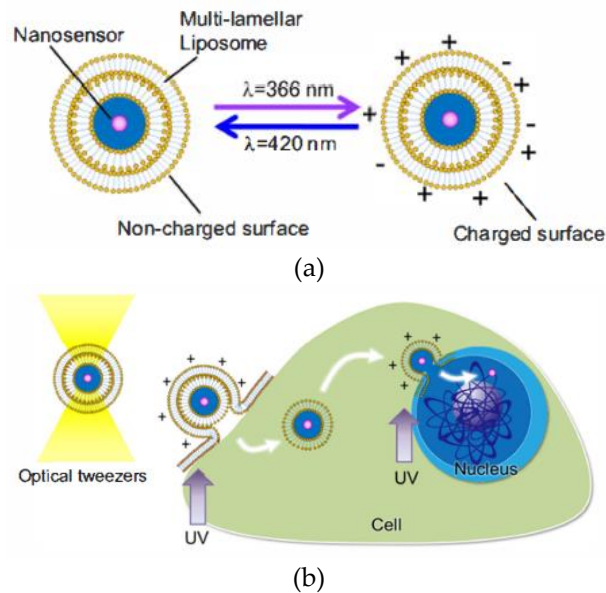 Nanosensor
Multi-lamellar
Liposome
λ=366 nm
λ=420 nm
Non-charged surface
Charged surface
+ + - + - + + + - +
(a)
Optical tweezers
+ + + + +
UV
+ + + + +
UV
Nucleus
Cell
(b)